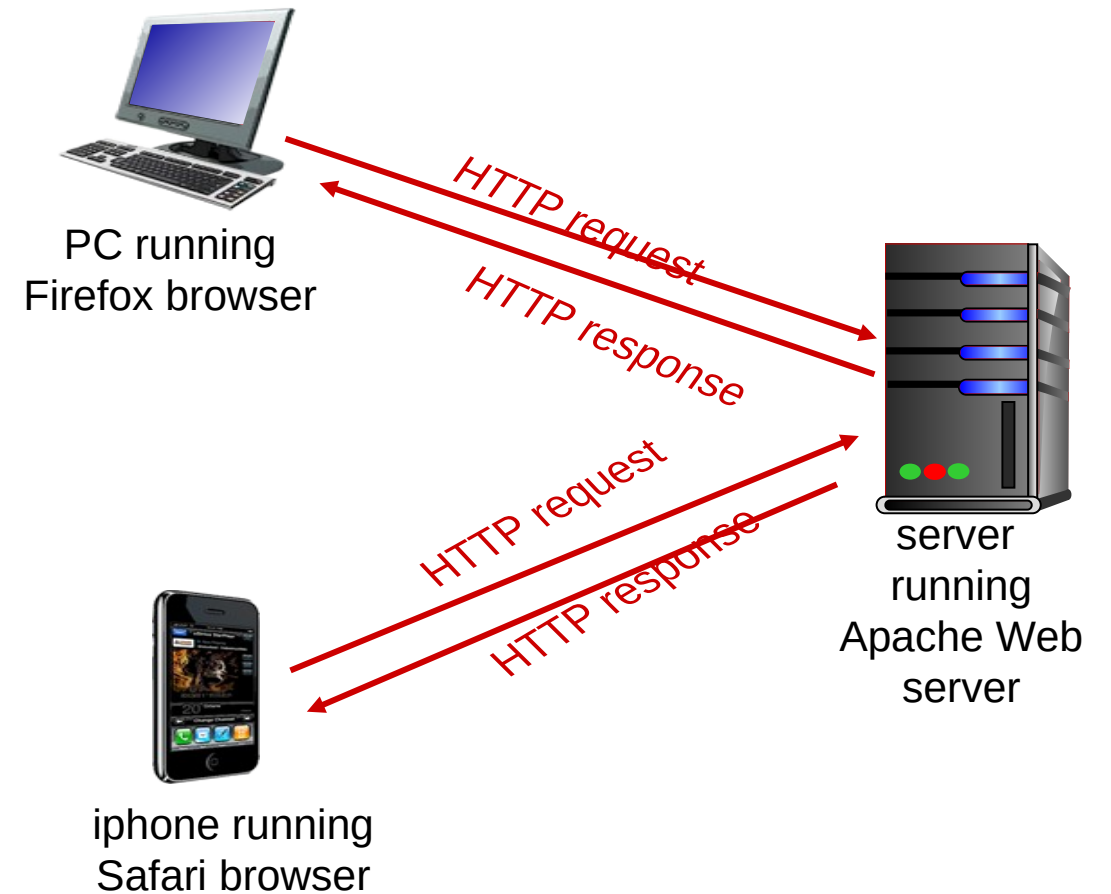 HTTP request
HTTP response
PC running
Firefox browser
HTTP request
HTTP response
server
running
Apache Web
server
iphone running
Safari browser